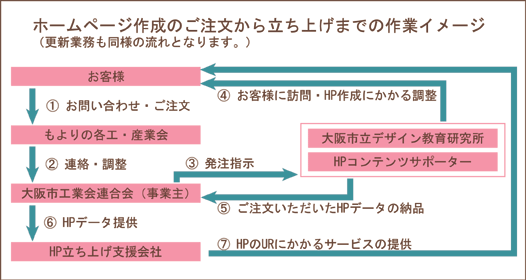 ホームページ作成のご注文から立ち上げまでの作業イメージ
（更新業務も同様の流れとなります。）
お客様
① お問い合わせ・ご注文
④ お客様に訪問・HP作成にかかる調整
もよりの各工・産業会
大阪市立デザイン教育研究所
② 連絡・調整
③ 発注指示
HPコンテンツサポーター
大阪市工業会連合会（事業主）
⑤ ご注文いただいたHPデータの納品
⑥ HPデータ提供
HP立ち上げ支援会社
⑦ HPのURにかかるサービスの提供